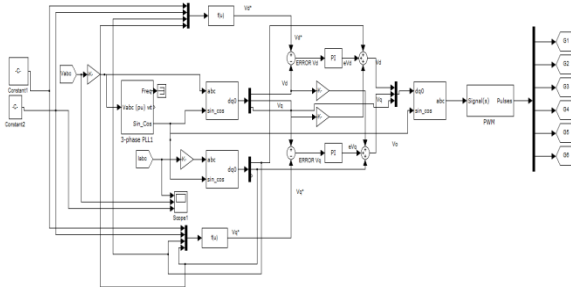 f(u)
Vd*
Vd*
-C-
Constant1
-C-
Constant2
Vabc
K-
Freq
Vabc (pu) wt
Sin_Cos
3-phase PLL1
abc
sin_cos
dq0
Vd
Vq
ERROR Vd
PI
eVd
Vd
K-
K-
Vq
dq0
sin_cos
abc
Signal(s) Pulses
PWM
G1
G2
G3
G4
G5
G6
Iabc
K-
abc
sin_cos
dq0
ERROR Vq
PI
eVq
Vo
Scope1
Vq*
f(u)
Vq*